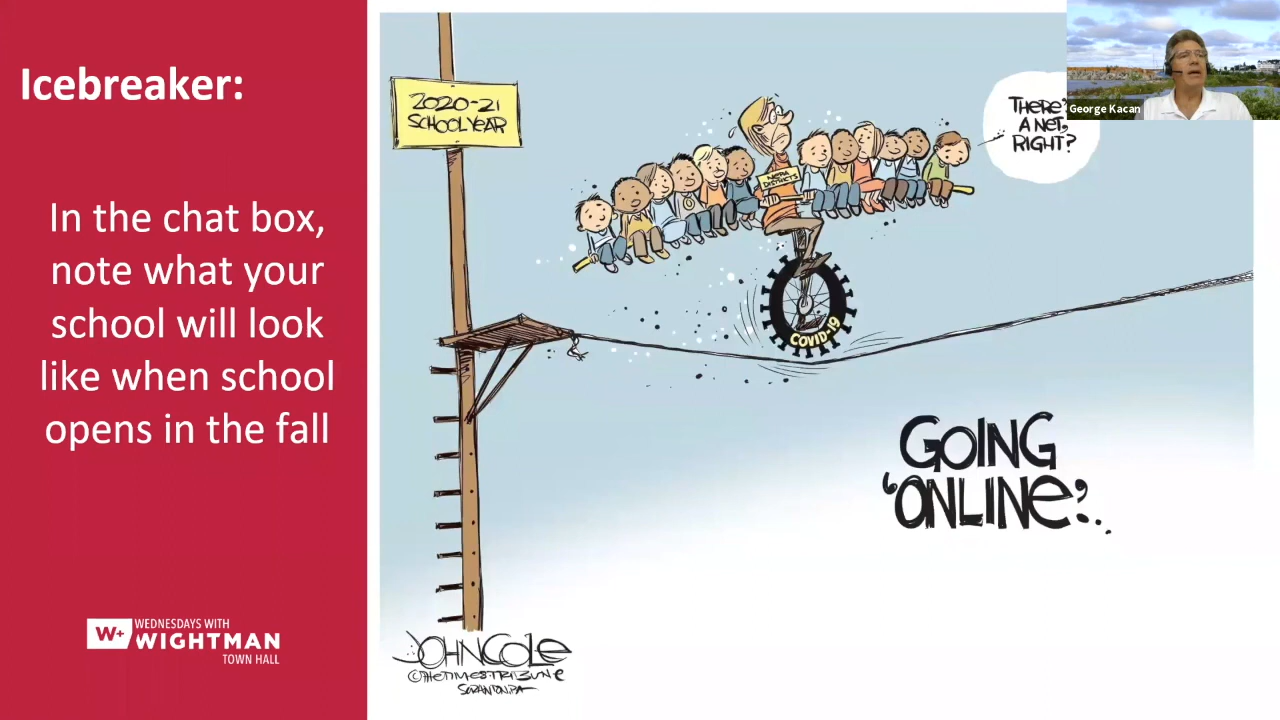 Icebreaker:
In the chat box,
note what your
school will look
like when school
opens in the fall
W+
WEDNESDAYS WITH
WIGHTMAN
TOWN HALL
2020-21
SCHOOL YEAR
NEPA
DISTRICTS
THERE'S
A NET,
RIGHT?
George Kacan
COVID-19
GOING
'ONLINE'...
JOHN COLE
©THE TIMES-TRIBUNE
SCRANTON, PA